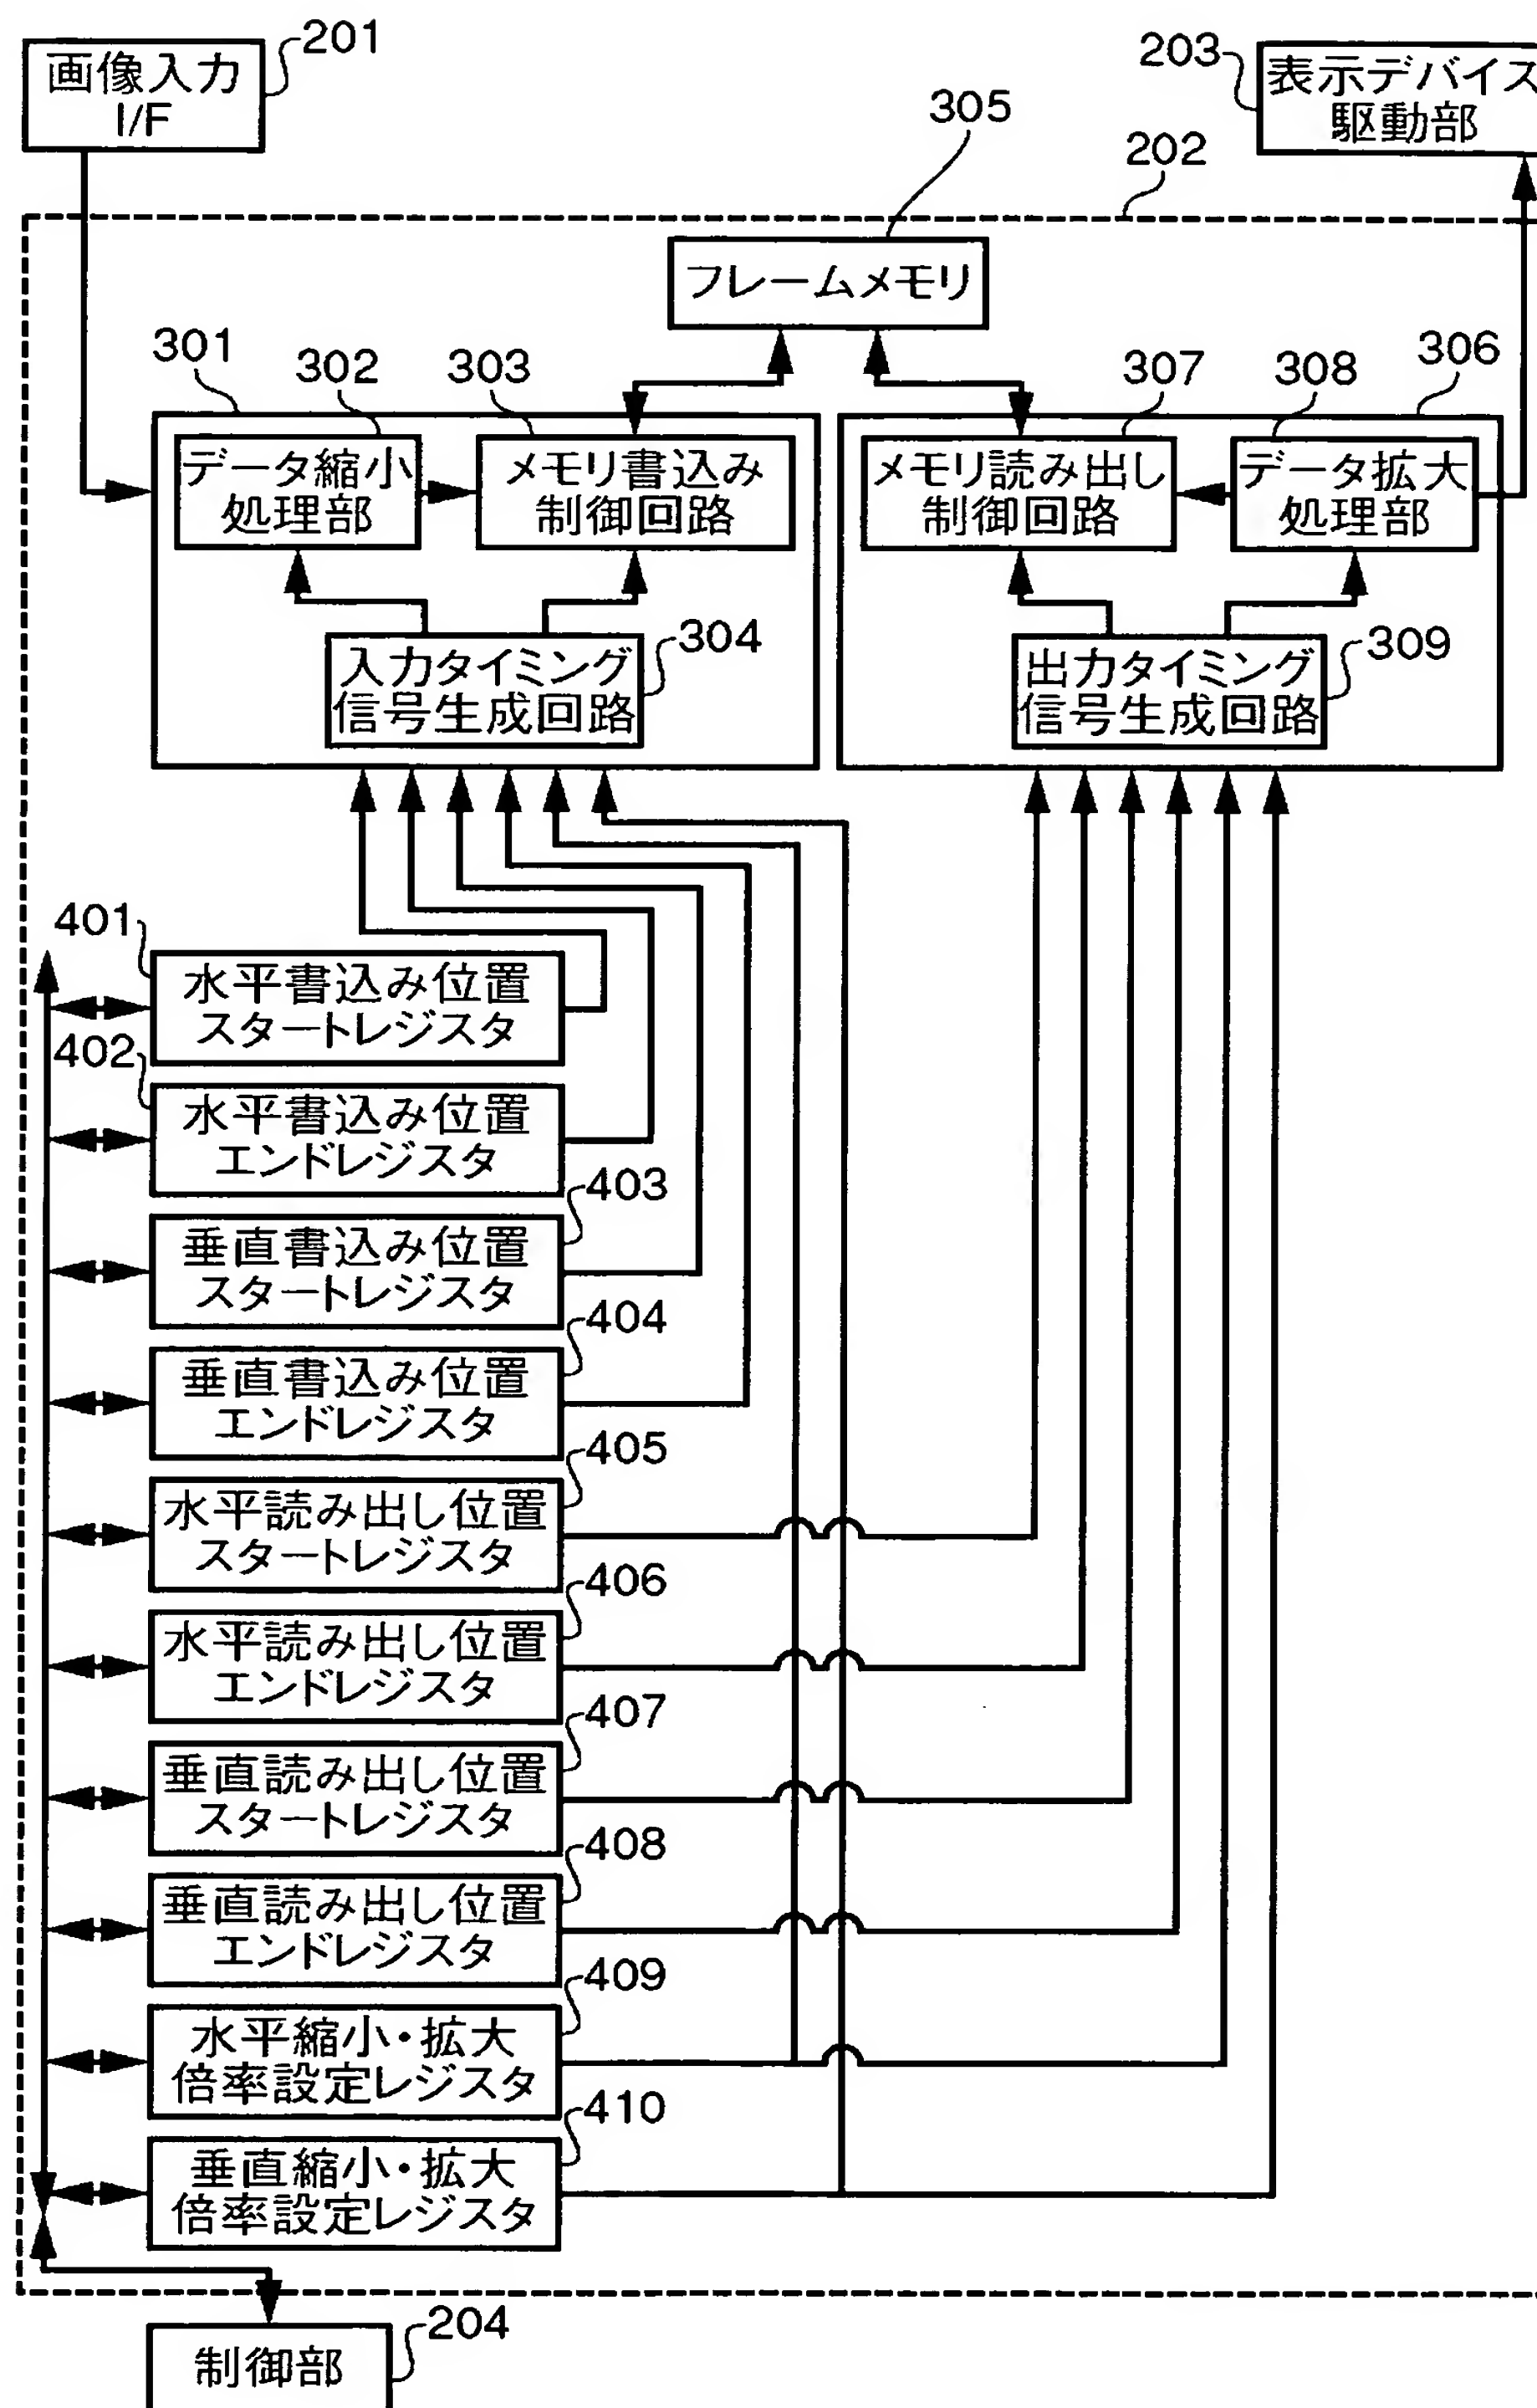 画像入力
I/F
201
203
表示デバイス
駆動部
305
202
フレームメモリ
301
302
303
307
308
306
データ縮小
処理部
メモリ書込み
制御回路
メモリ読み出し
制御回路
データ拡大
処理部
入力タイミング
信号生成回路
304
出力タイミング
信号生成回路
309
401
水平書込み位置
スタートレジスタ
402
水平書込み位置
エンドレジスタ
403
垂直書込み位置
スタートレジスタ
404
垂直書込み位置
エンドレジスタ
405
水平読み出し位置
スタートレジスタ
406
水平読み出し位置
エンドレジスタ
407
垂直読み出し位置
スタートレジスタ
408
垂直読み出し位置
エンドレジスタ
409
水平縮小・拡大
倍率設定レジスタ
410
垂直縮小・拡大
倍率設定レジスタ
204
制御部